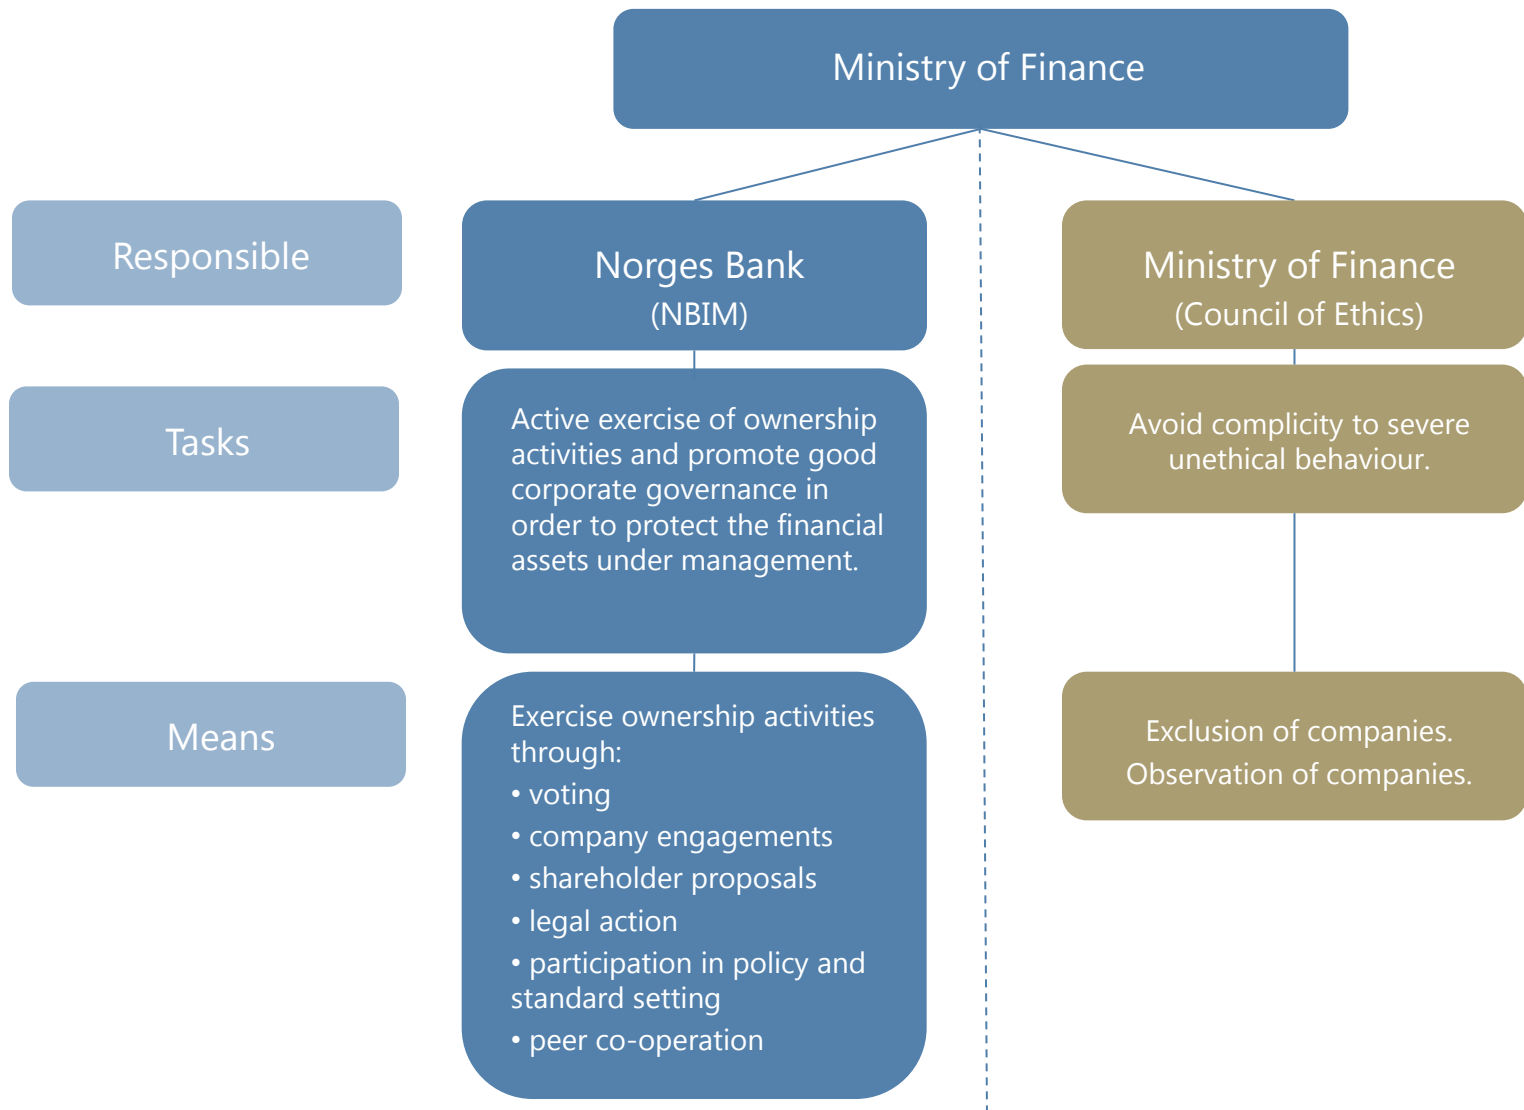 Ministry of Finance
Responsible
Norges Bank
(NBIM)
Ministry of Finance
(Council of Ethics)
Tasks
Active exercise of ownership
activities and promote good
corporate governance in
order to protect the financial
assets under management.
Avoid complicity to severe
unethical behaviour.
Means
Exercise ownership activities
through:
• voting
• company engagements
• shareholder proposals
• legal action
• participation in policy and
standard setting
• peer co-operation
Exclusion of companies.
Observation of companies.